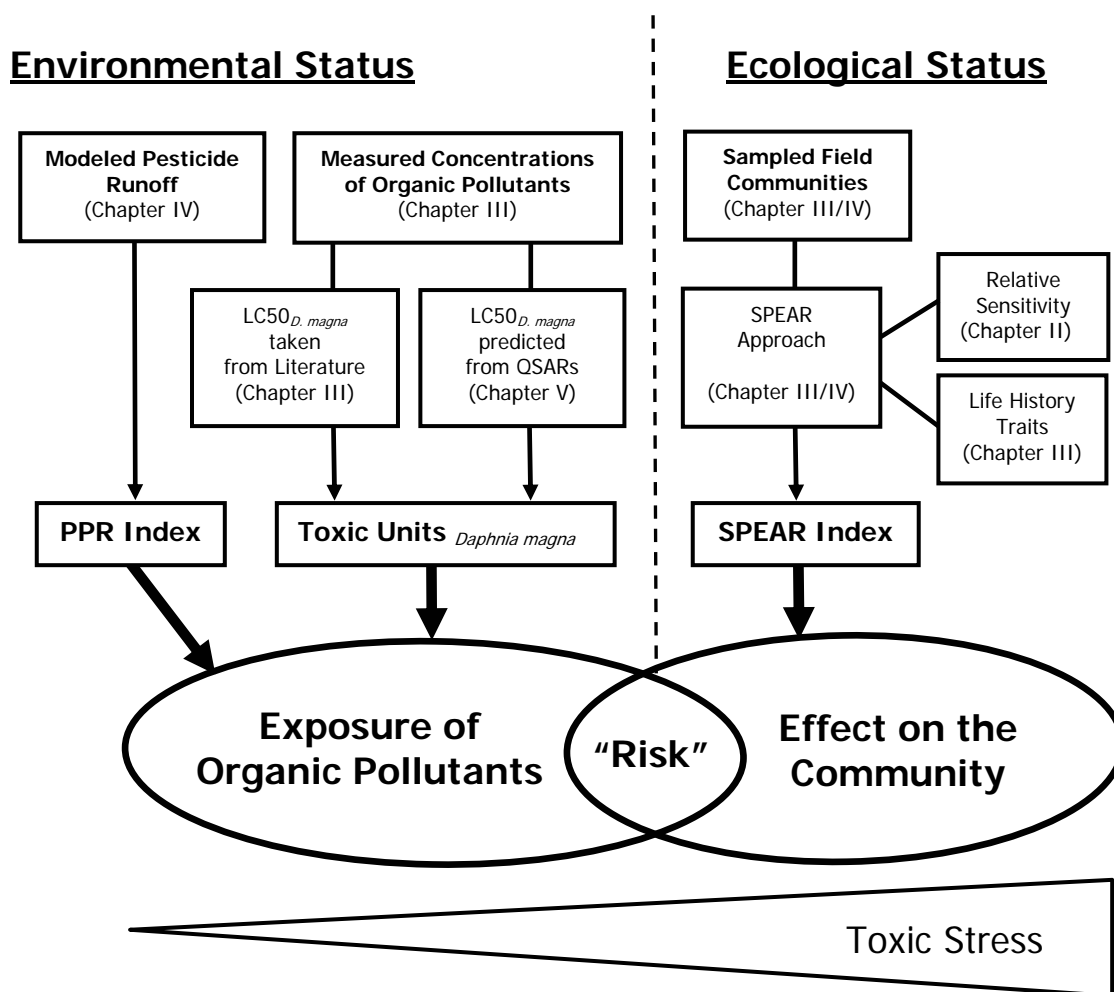 Environmental Status
Ecological Status
Modeled Pesticide
Runoff
(Chapter IV)
Measured Concentrations
of Organic Pollutants
(Chapter III)
Sampled Field
Communities
(Chapter III/IV)
LC50D. magna
taken
from Literature
(Chapter III)
LC50D. magna
predicted
from QSARs
(Chapter V)
SPEAR
Approach
(Chapter III/IV)
Relative
Sensitivity
(Chapter II)
Life History
Traits
(Chapter III)
PPR Index
Toxic Units Daphnia magna
SPEAR Index
Exposure of
Organic Pollutants
“Risk”
Effect on the
Community
Toxic Stress